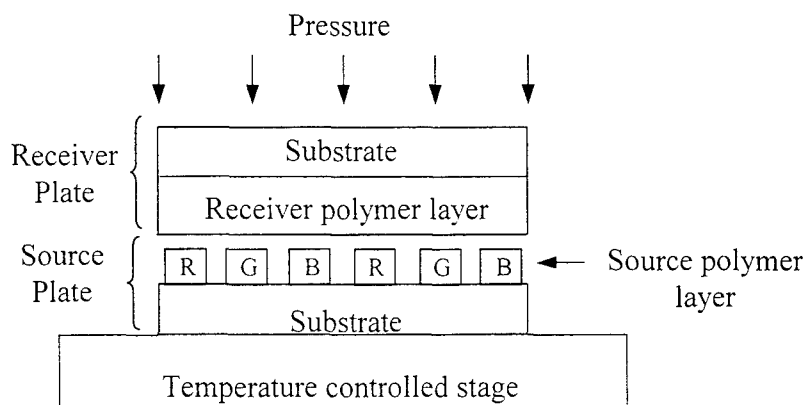 Pressure
Receiver
Plate
Substrate
Receiver polymer layer
Source
Plate
R G B R G B
Source polymer
layer
Substrate
Temperature controlled stage